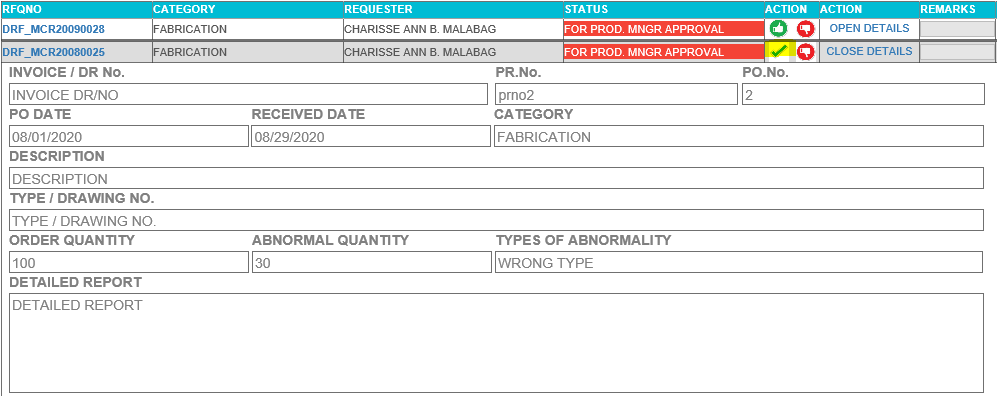 RFQNO CATEGORY REQUESTER STATUS ACTION ACTION REMARKS
DRF_MCR20090028 FABRICATION CHARISSE ANN B. MALABAG FOR PROD. MNGR APPROVAL OPEN DETAILS
DRF_MCR20080025 FABRICATION CHARISSE ANN B. MALABAG FOR PROD. MNGR APPROVAL CLOSE DETAILS
INVOICE / DR No. PR.No. PO.No.
INVOICE DR/NO prno2 2
PO DATE RECEIVED DATE CATEGORY
08/01/2020 08/29/2020 FABRICATION
DESCRIPTION
DESCRIPTION
TYPE / DRAWING NO.
TYPE / DRAWING NO.
ORDER QUANTITY ABNORMAL QUANTITY TYPES OF ABNORMALITY
100 30 WRONG TYPE
DETAILED REPORT
DETAILED REPORT